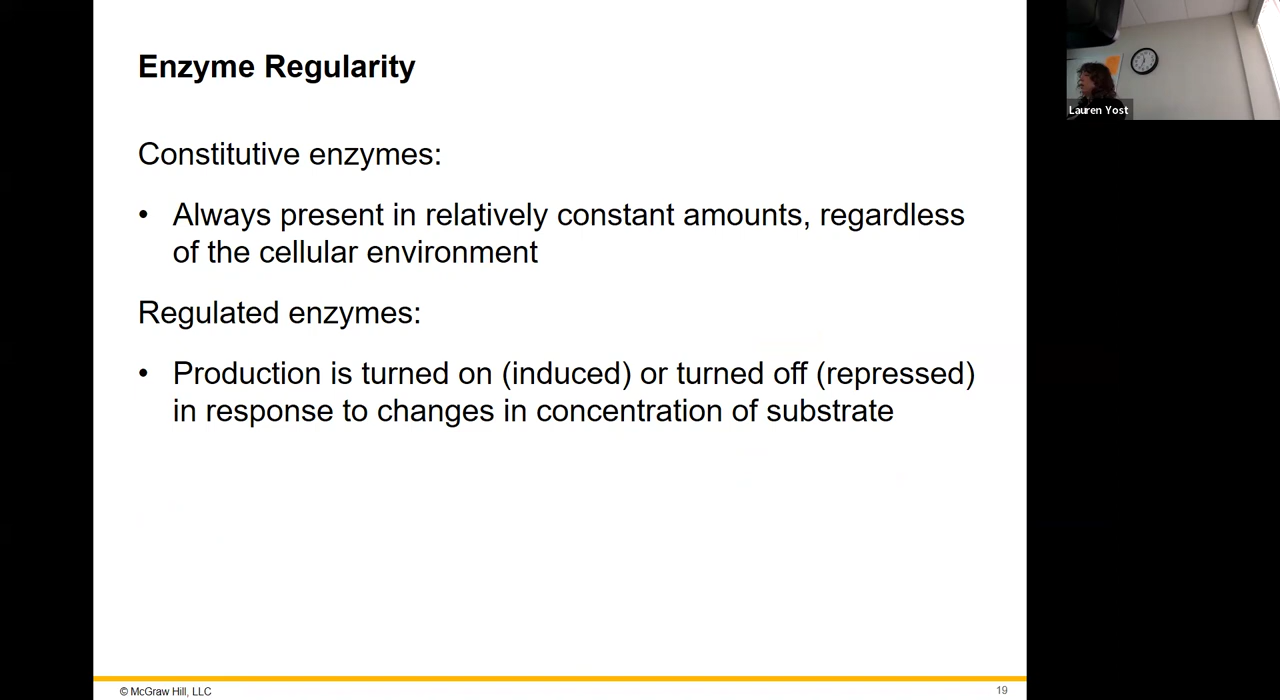 Enzyme Regularity
Lauren Yost
Constitutive enzymes:
• Always present in relatively constant amounts, regardless
of the cellular environment
Regulated enzymes:
• Production is turned on (induced) or turned off (repressed)
in response to changes in concentration of substrate
© McGraw Hill, LLC
19